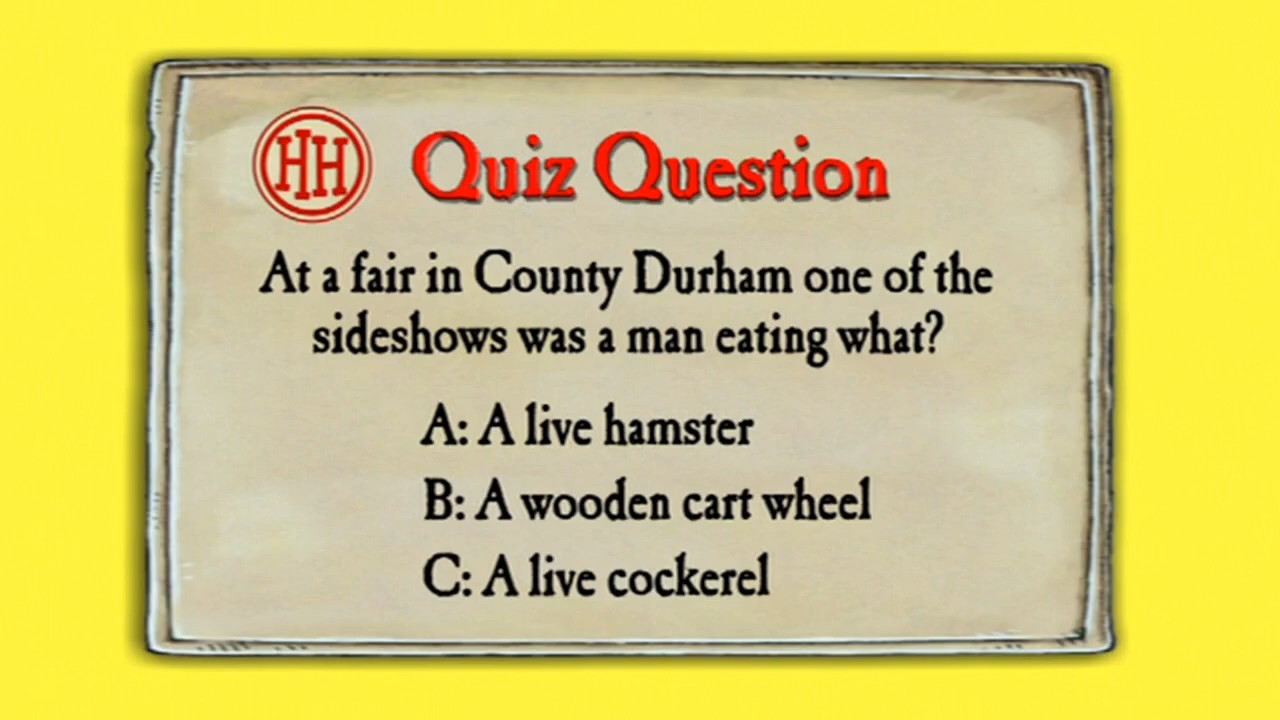 HH Quiz Question
At a fair in County Durham one of the
sideshows was a man eating what?
A: A live hamster
B: A wooden cart wheel
C: A live cockerel